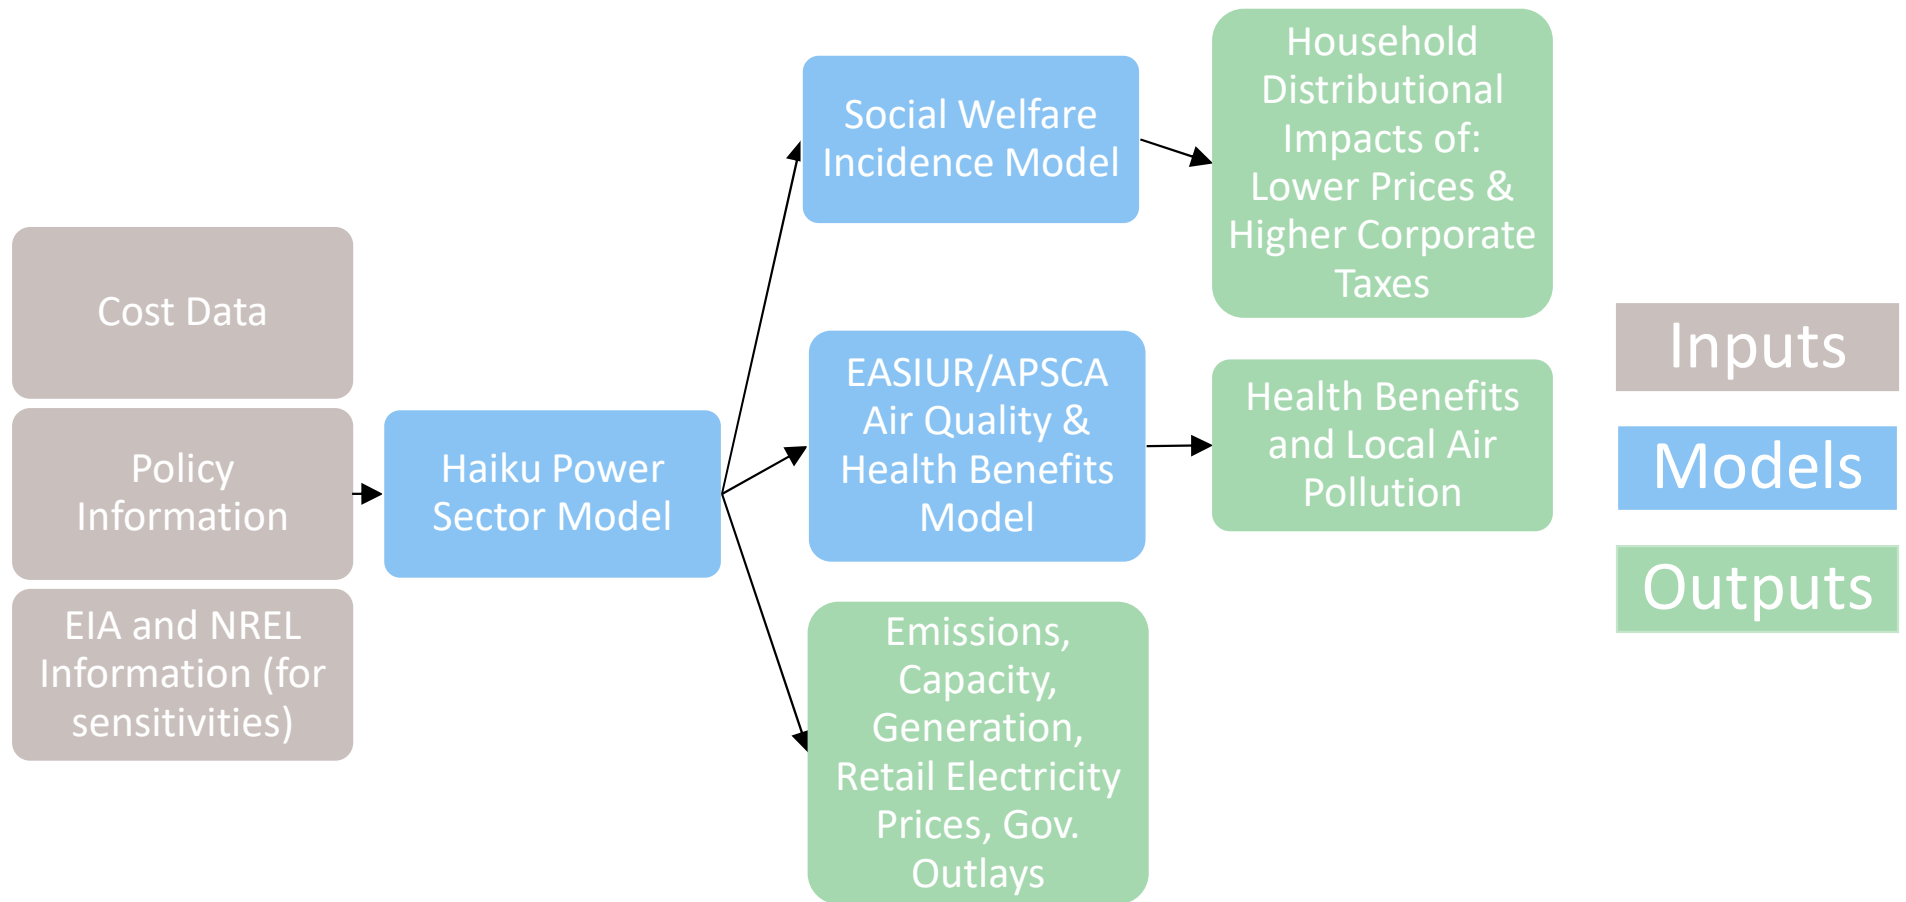 Cost Data
Policy
Information
EIA and NREL
Information (for
sensitivities)
Haiku Power
Sector Model
Social Welfare
Incidence Model
EASIUR/APSCA
Air Quality &
Health Benefits
Model
Emissions,
Capacity,
Generation,
Retail Electricity
Prices, Gov.
Outlays
Household
Distributional
Impacts of:
Lower Prices &
Higher Corporate
Taxes
Health Benefits
and Local Air
Pollution
Inputs
Models
Outputs